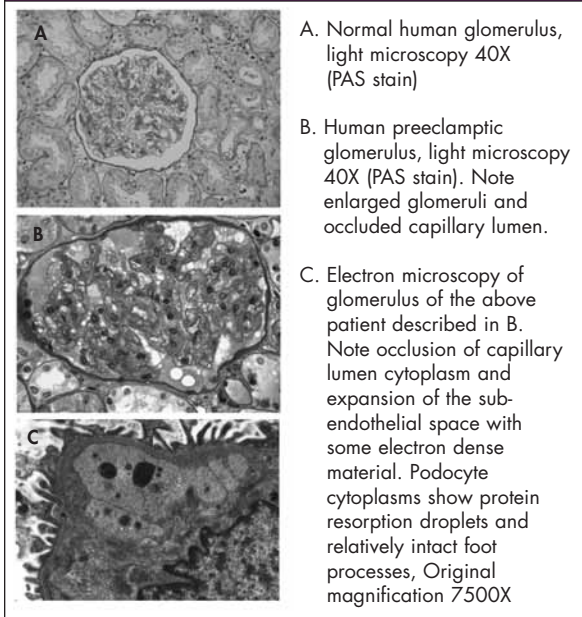 A
A. Normal human glomerulus,
light microscopy 40X
(PAS stain)
B
B. Human preeclamptic
glomerulus, light microscopy
40X (PAS stain). Note
enlarged glomeruli and
occluded capillary lumen.
C
C. Electron microscopy of
glomerulus of the above
patient described in B.
Note occlusion of capillary
lumen cytoplasm and
expansion of the sub-
endothelial space with
some electron dense
material. Podocyte
cytoplasms show protein
resorption droplets and
relatively intact foot
processes, Original
magnification 7500X